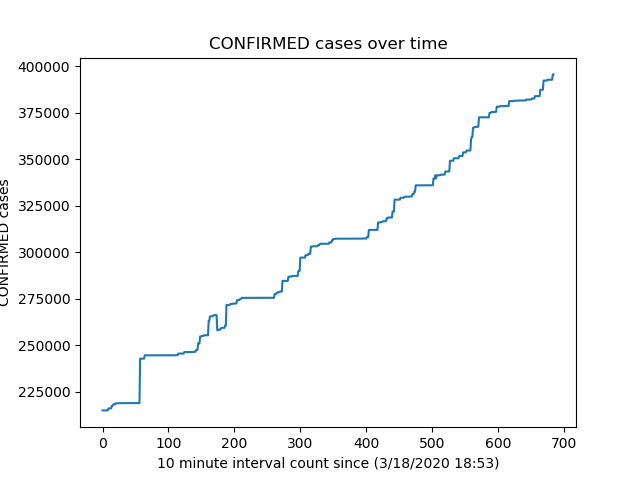 CONFIRMED cases over time
400000
375000
350000
325000
300000
275000
250000
225000
CONFIRMED cases
0 100 200 300 400 500 600 700
10 minute interval count since (3/18/2020 18:53)